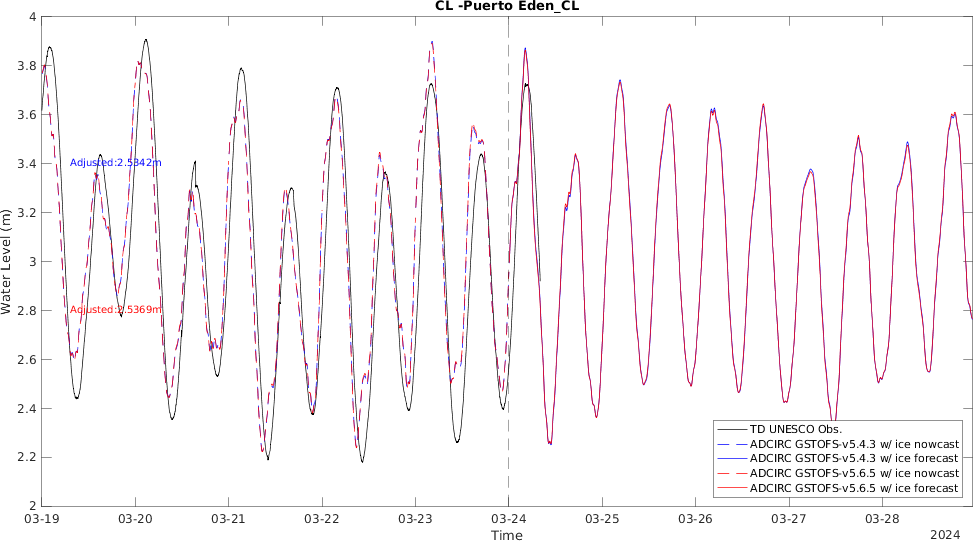 CL -Puerto Eden_CL
4
3.8
3.6
3.4
3.2
3
2.8
2.6
2.4
2.2
2
Water Level (m)
Adjusted:2.5342m
Adjusted:2.5369m
TD UNESCO Obs.
ADCIRC GSTOFS-v5.4.3 w/ ice nowcast
ADCIRC GSTOFS-v5.4.3 w/ ice forecast
ADCIRC GSTOFS-v5.6.5 w/ ice nowcast
ADCIRC GSTOFS-v5.6.5 w/ ice forecast
03-19 03-20 03-21 03-22 03-23 03-24 03-25 03-26 03-27 03-28
Time
2024